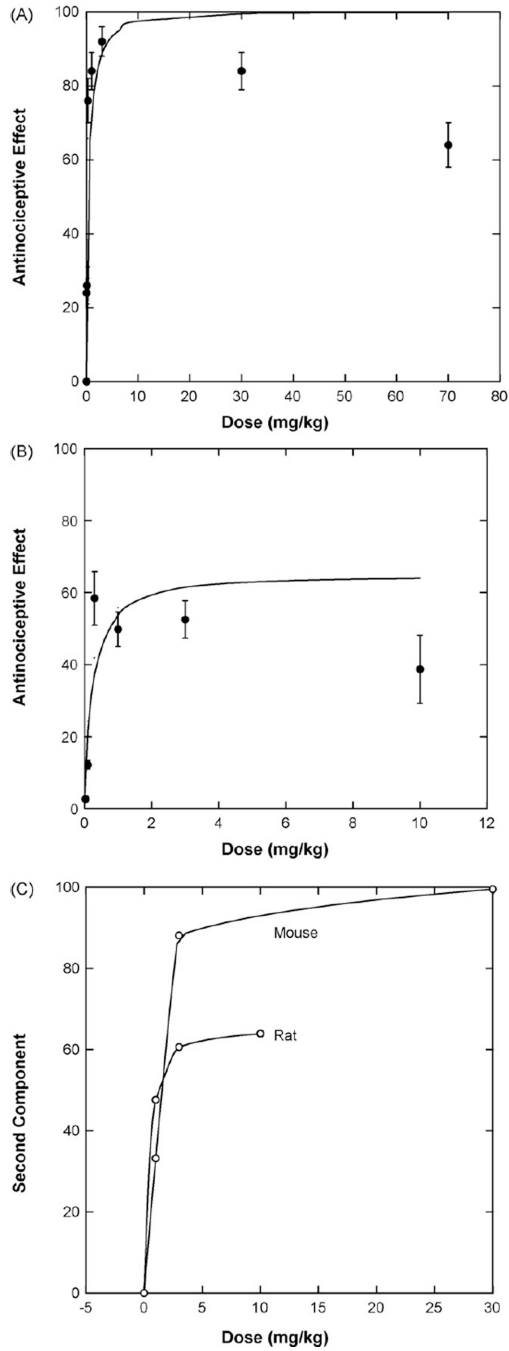 (A)
100
80
60
40
20
0
Antinociceptive Effect
0 10 20 30 40 50 60 70 80
Dose (mg/kg)
(B)
100
80
60
40
20
0
Antinociceptive Effect
0 2 4 6 8 10 12
Dose (mg/kg)
(C)
100
80
60
40
20
0
Second Component
Mouse
Rat
-5 0 5 10 15 20 25 30
Dose (mg/kg)